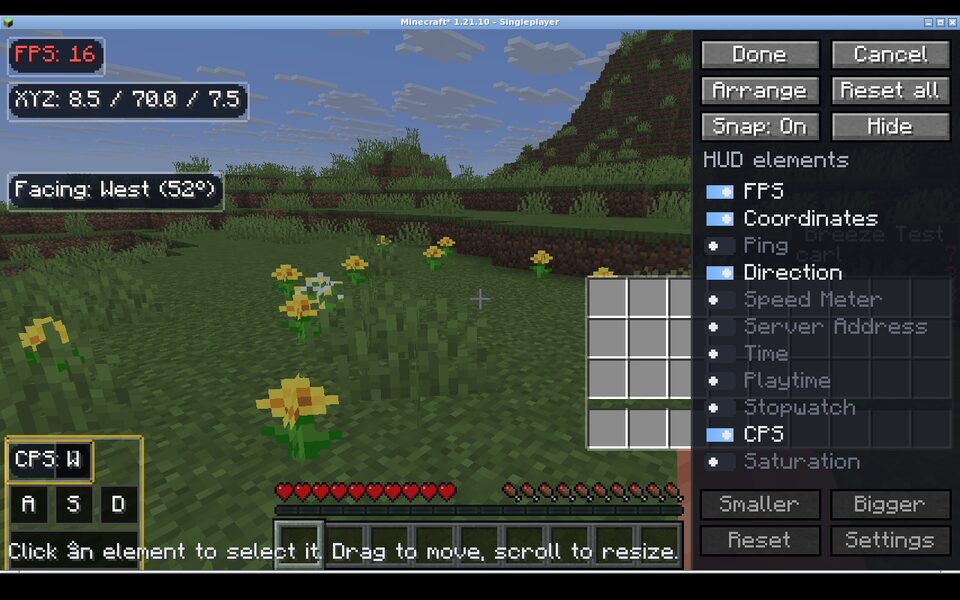 Minecraft* 1.21.10 - Singleplayer
FPS: 16
XYZ: 8.5 / 70.0 / 7.5
Facing: West (52°)
CPS W
A S D
Click an element to select it. Drag to move, scroll to resize.
Done Cancel
Arrange Reset all
Snap: On Hide
HUD elements
FPS
Coordinates
Ping
Breeze Test
carl
Direction
Speed Meter
Server Address
Time
Playtime
Stopwatch
CPS
Saturation
Smaller Bigger
Reset Settings